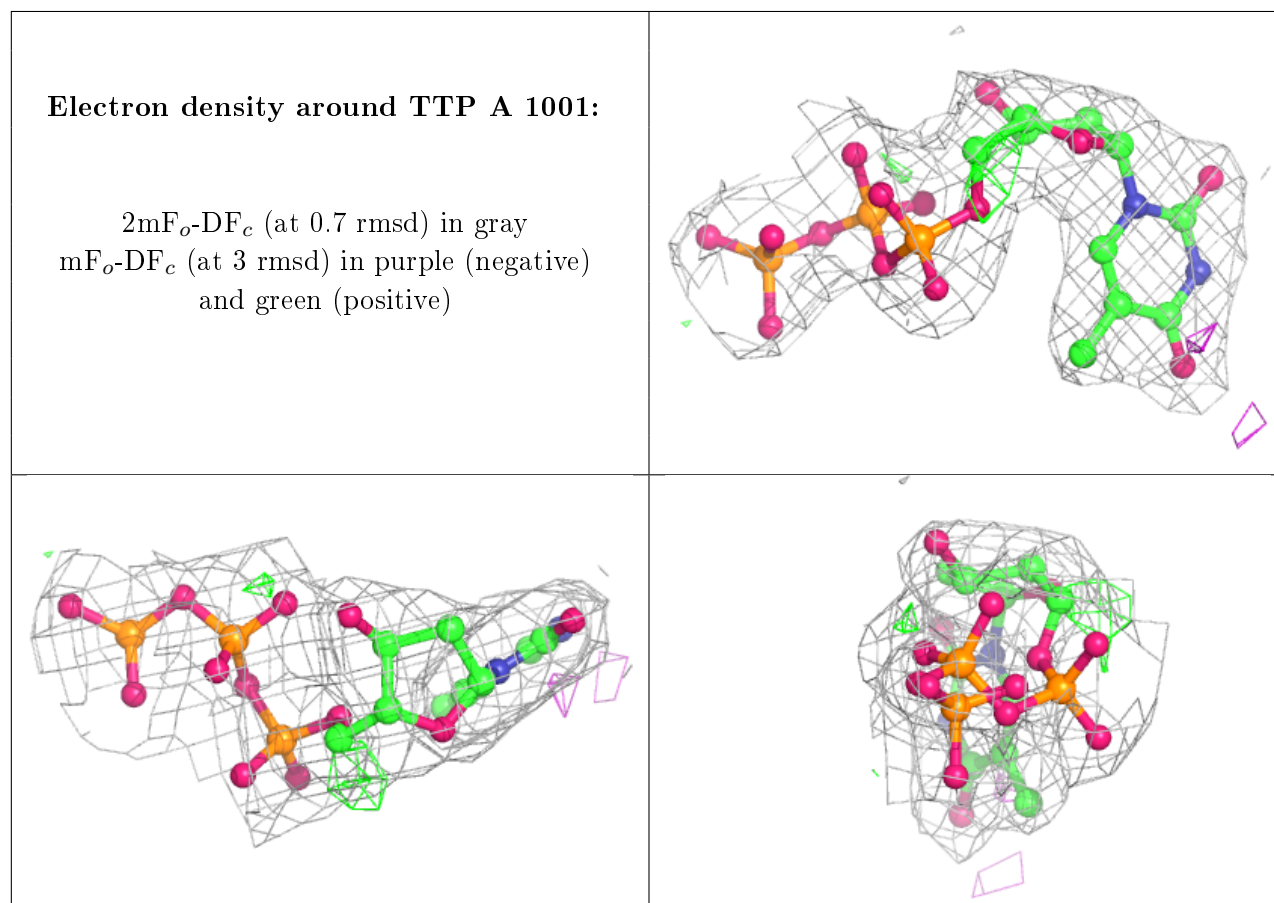 Electron density around TTP A 1001:
2mFₒ-DF𝒸 (at 0.7 rmsd) in gray
mFₒ-DF𝒸 (at 3 rmsd) in purple (negative)
and green (positive)